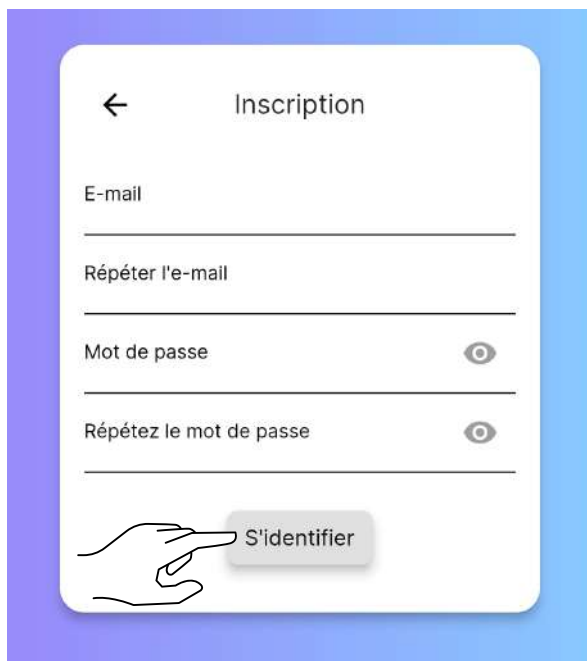 Inscription
E-mail
Répéter l'e-mail
Mot de passe
Répétez le mot de passe
S'identifier